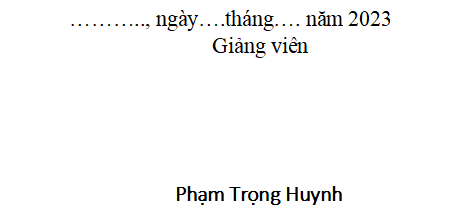 ……….., ngày….tháng…. năm 2023
Giảng viên
Phạm Trọng Huynh